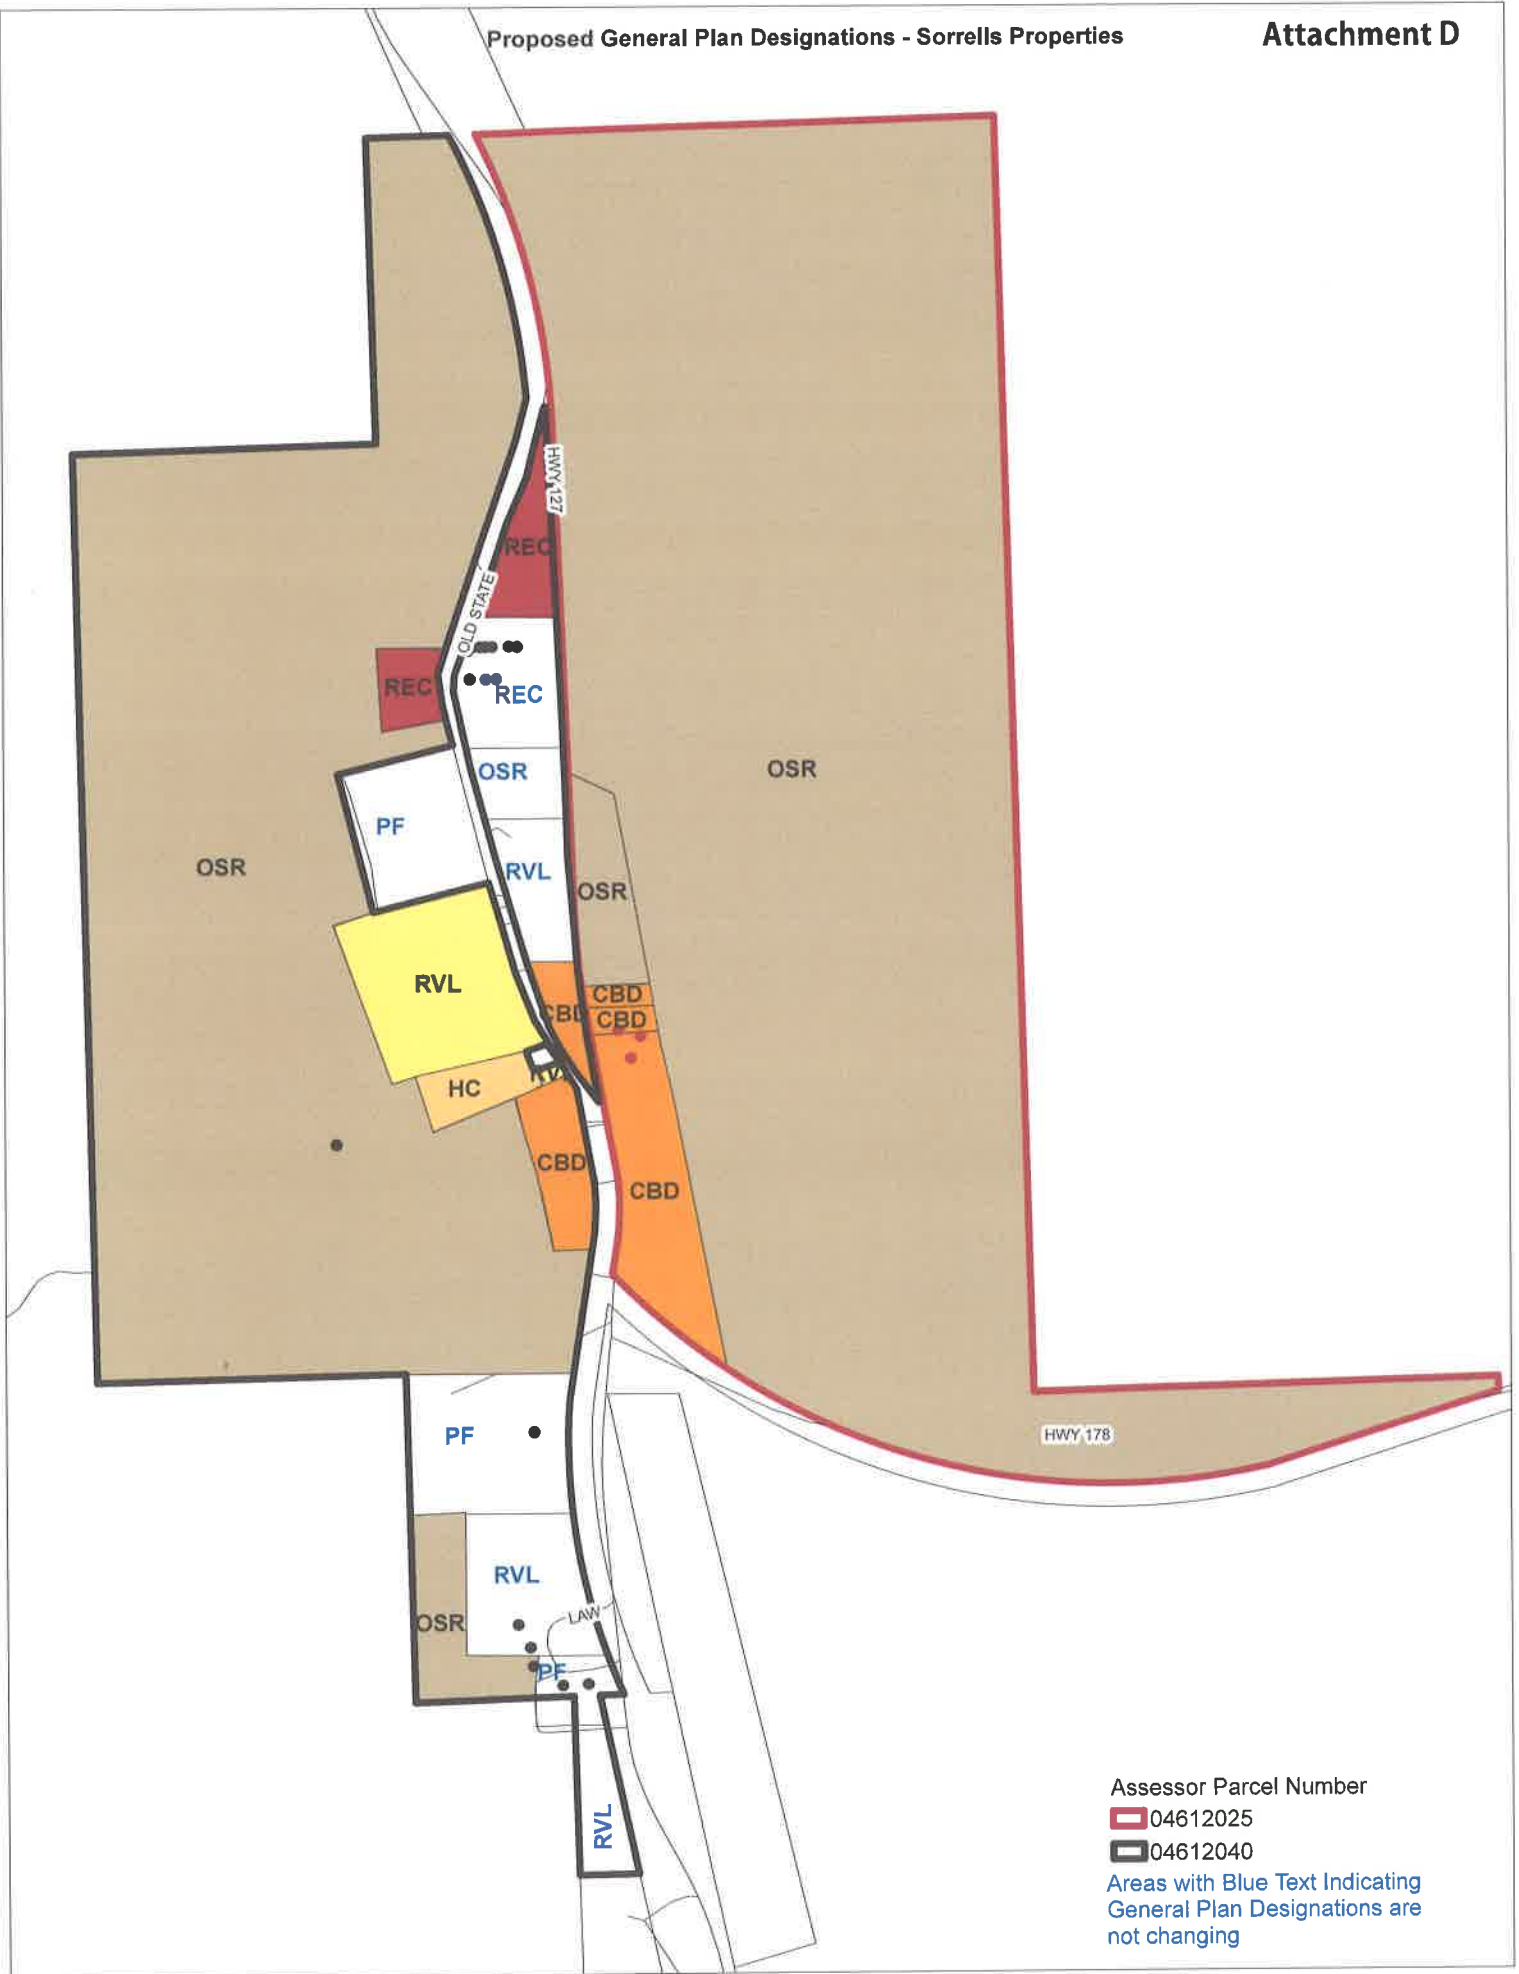 Proposed General Plan Designations - Sorrells Properties
Attachment D
HWY 127
REC
OLD STATE
REC
REC
OSR
OSR
PF
OSR
RVL
OSR
RVL
CBD
CBD
CBD
HC
RVL
CBD
CBD
HWY 178
PF
RVL
OSR
LAW
PF
RVL
Assessor Parcel Number
04612025
04612040
Areas with Blue Text Indicating
General Plan Designations are
not changing